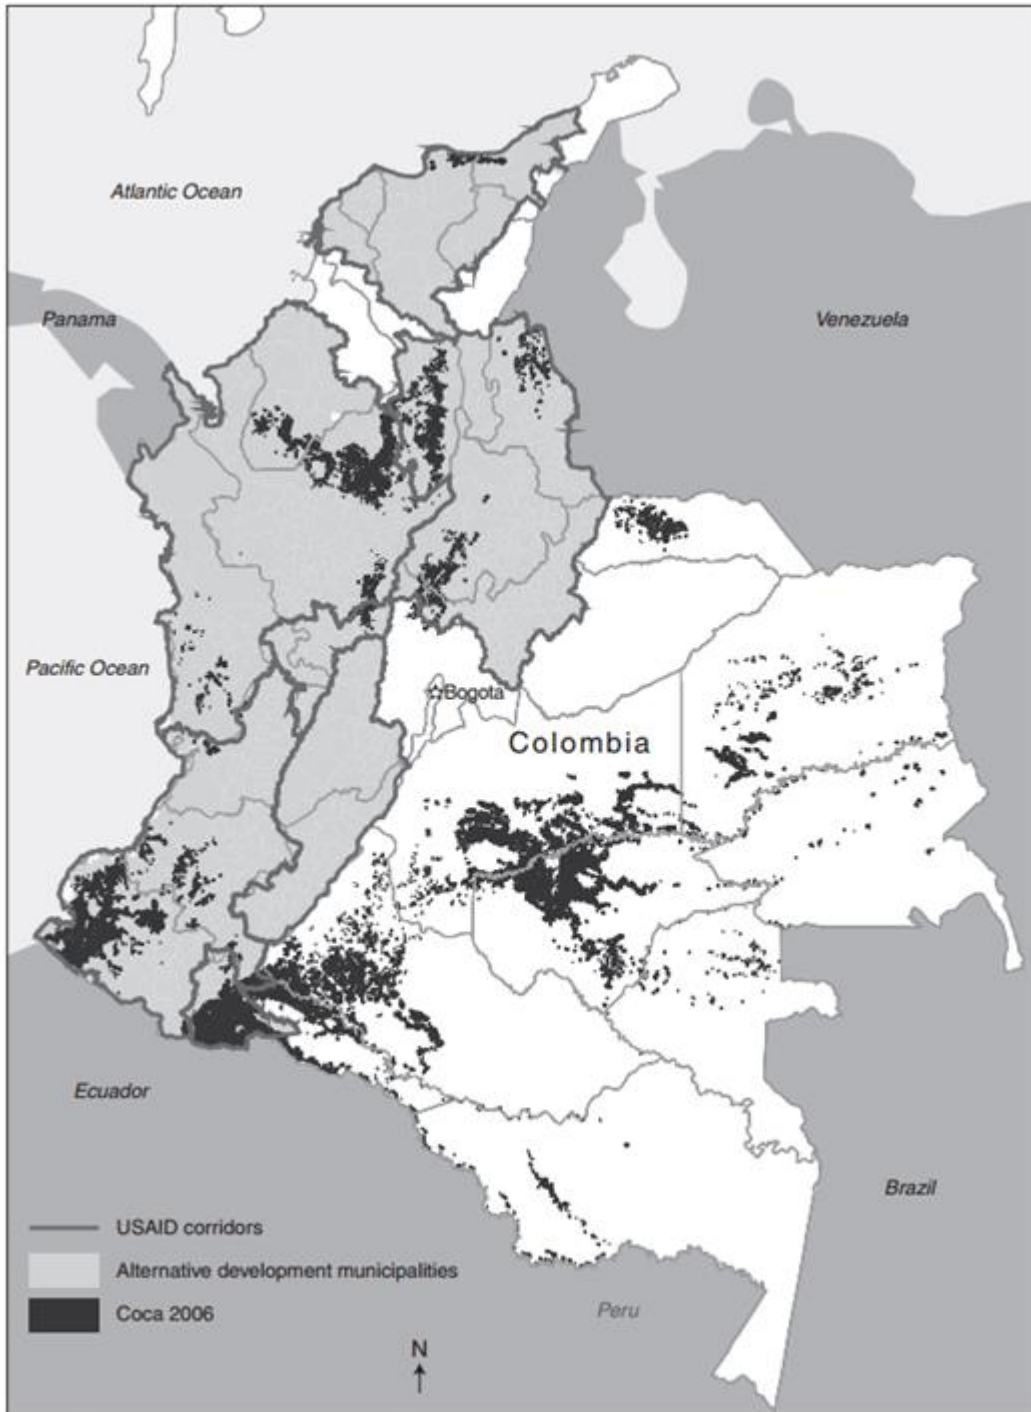 Atlantic Ocean
Panama
Venezuela
Pacific Ocean
Bogota
Colombia
Ecuador
Brazil
USAID corridors
Alternative development municipalities
Coca 2006
Peru
N